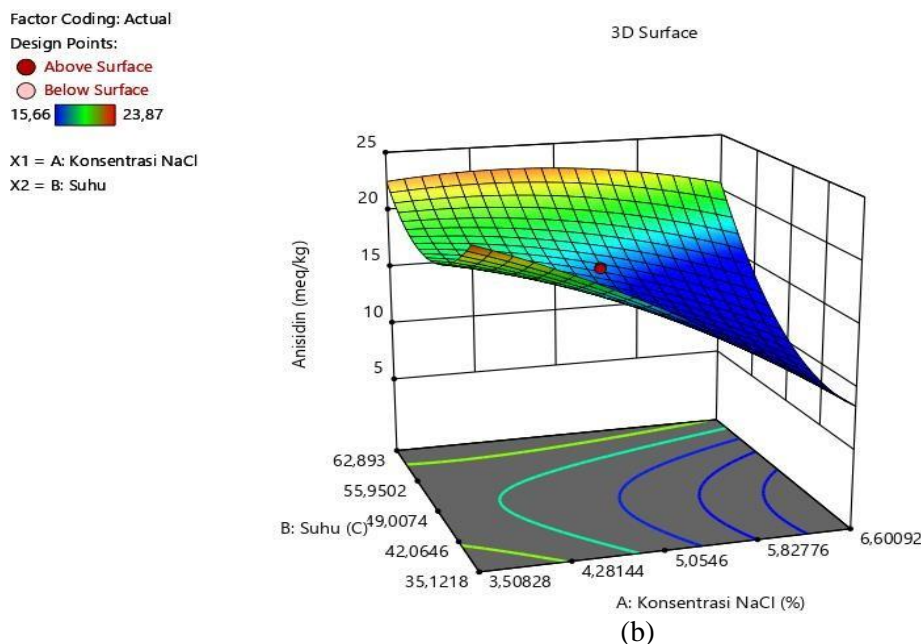 Factor Coding: Actual
Design Points:
Above Surface
Below Surface
15,66 23,87
X1 = A: Konsentrasi NaCl
X2 = B: Suhu
3D Surface
25
20
15
10
5
Anisidin (meq/kg)
62,893
55,9502
49,0074
42,0646
35,1218
B: Suhu (C)
3,50828
4,28144
5,0546
5,82776
6,60092
A: Konsentrasi NaCl (%)
(b)